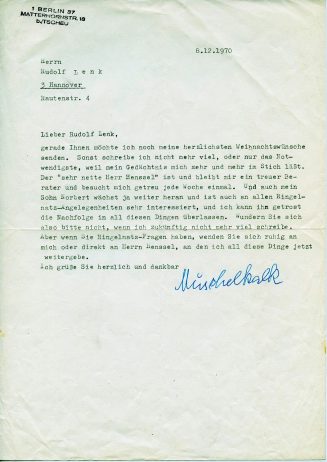 1 BERLIN 37
MATTERHORNSTR. 18
B/TSCHEU
8.12.1970
Herrn
Rudolf Lenk
3 Hannover
Rautenstr. 4
Lieber Rudolf Lenk,
gerade Ihnen möchte ich noch meine herzlichsten Weihnachtswünsche
senden. Sonst schreibe ich nicht mehr viel, oder nur das Not-
wendigste, weil mein Gedächtnis mich mehr und mehr in Stich läßt.
Der "sehr nette Herr Henssel" ist und bleibt mir ein treuer Be-
rater und besucht mich getreu jede Woche einmal. Und auch mein
Sohn Norbert wächst ja weiter heran und ist auch an allen Ringel-
natz-Angelegenheiten sehr interessiert, und ich kann ihm getrost
die Nachfolge im all diesen Dingen überlassen. Wundern Sie sich
also bitte nicht, wenn ich zukünftig nicht mehr viel schreibe.
Aber wenn Sie Ringelnatz-Fragen haben, wenden Sie sich ruhig an
mich oder direkt an Herrn Henssel, an den ich all diese Dinge jetzt
weitergebe.
Ich grüße Sie herzlich und dankbar
Muschelkalk